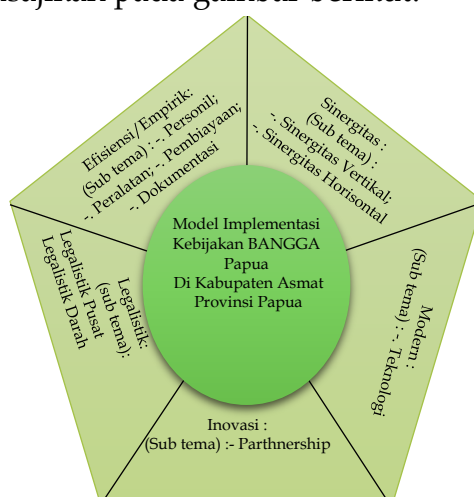 Efisiensi/Empirik:
(Sub tema) : -, Personil;
-. Peralatan; -. Pembiayaan;
-. Dokumentasi
Sinergitas :
(Sub tema) :
-. Sinergitas Vertikal;
-. Sinergitas Horisontal
Model Implementasi
Kebijakan BANGGA
Papua
Di Kabupaten Asmat
Provinsi Papua
Legalistik:
(sub tema):
Legalistik Pusat
Legalistik Darah
Modern :
(Sub tema) : -. Teknologi
Inovasi :
(Sub tema) :- Parthnership